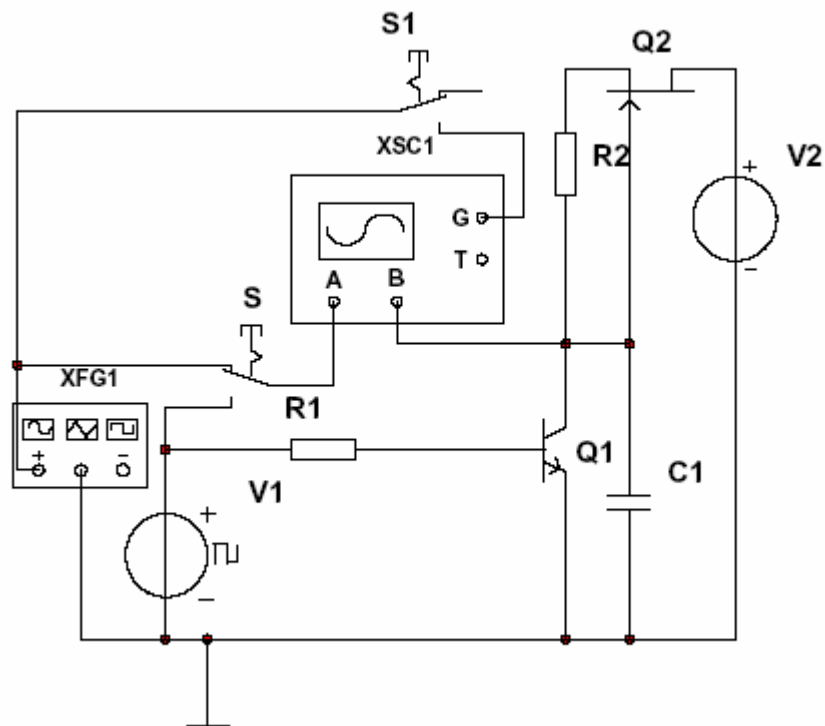 S1
Q2
XSC1
R2
V2
+
G
T
A B
−
S
XFG1
R1
+ −
Q1
C1
V1
+
−